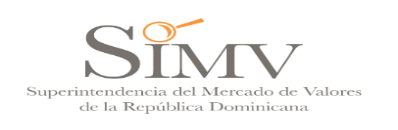 SIMV
Superintendencia del Mercado de Valores
de la República Dominicana